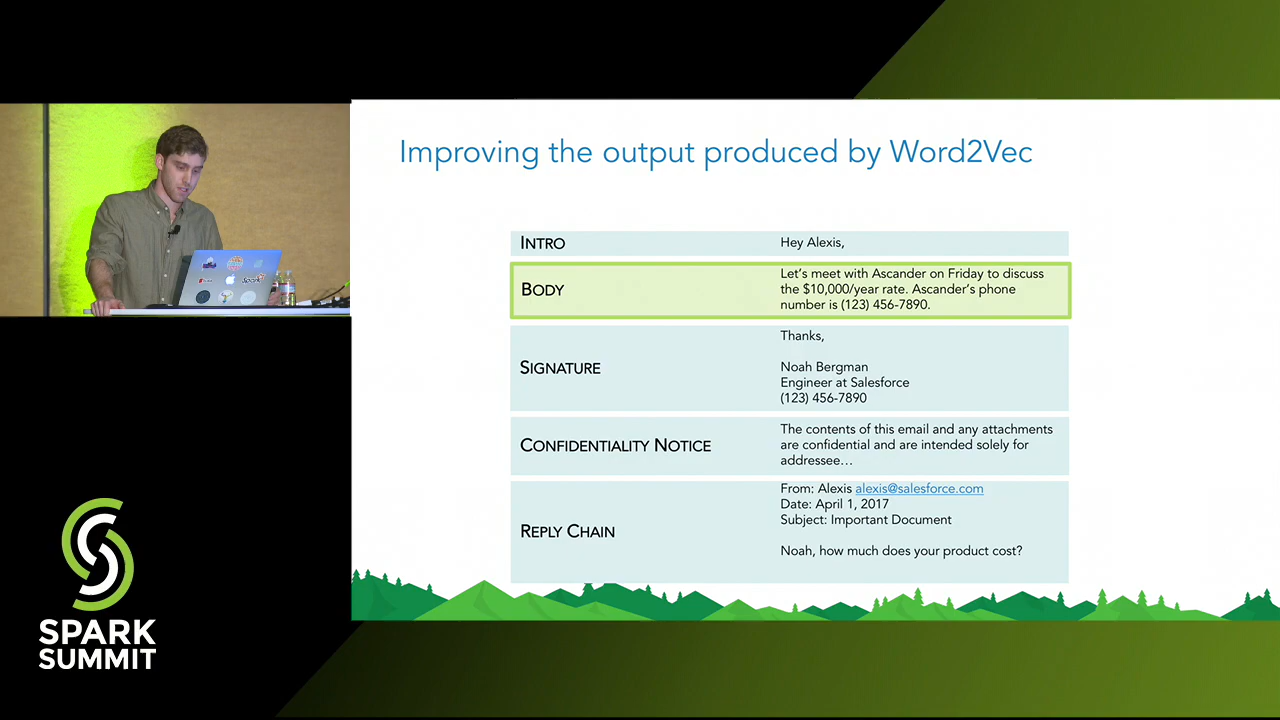 Improving the output produced by Word2Vec
INTRO
Hey Alexis,
BODY
Let's meet with Ascander on Friday to discuss
the $10,000/year rate. Ascander's phone
number is (123) 456-7890.
SIGNATURE
Thanks,
Noah Bergman
Engineer at Salesforce
(123) 456-7890
CONFIDENTIALITY NOTICE
The contents of this email and any attachments
are confidential and are intended solely for
addressee…
REPLY CHAIN
From: Alexis alexis@salesforce.com
Date: April 1, 2017
Subject: Important Document
Noah, how much does your product cost?
Spark
SPARK
SUMMIT